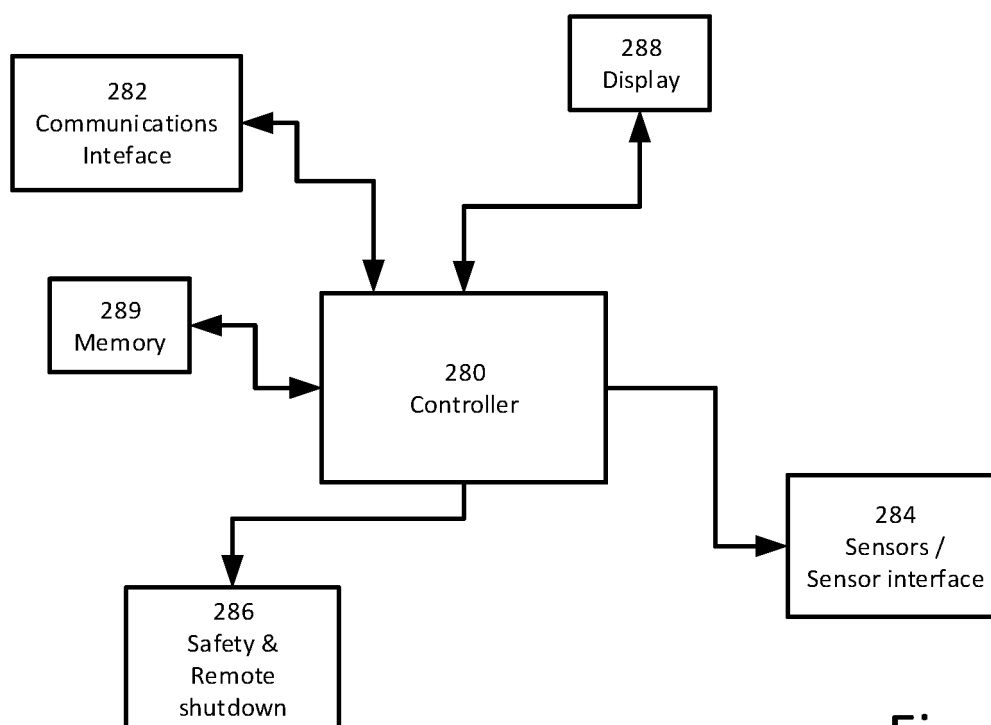 288
Display
282
Communications
Inteface
289
Memory
280
Controller
284
Sensors /
Sensor interface
286
Safety &
Remote
shutdown